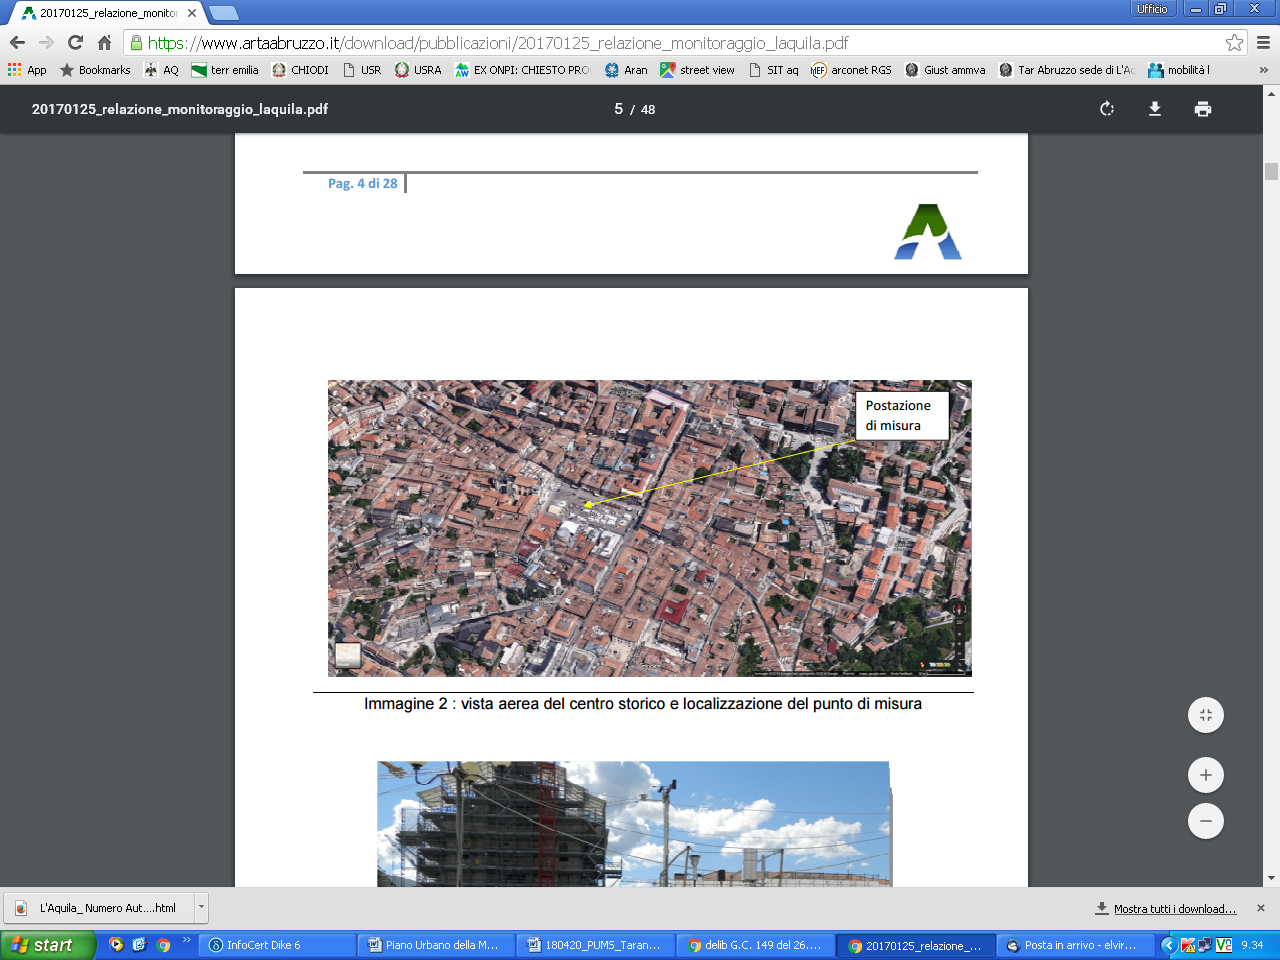 20170125_relazione_monitor
Ufficio
https://www.artaabruzzo.it/download/pubblicazioni/20170125_relazione_monitoraggio_laquila.pdf
App Bookmarks AQ terr emilia CHIODI USR USRA EX ONPI: CHIESTO PRO Aran street view SIT aq arconet RGS Giust ammva Tar Abruzzo sede di L'A mobilità l »
20170125_relazione_monitoraggio_laquila.pdf 5 / 48
Pag. 4 di 28
Postazione
di misura
Immagine 2 : vista aerea del centro storico e localizzazione del punto di misura
L'Aquila_ Numero Aut....html
Mostra tutti i download...
start InfoCert Dike 6 Piano Urbano della M... 180420_PUMS_Taran... delib G.C. 149 del 26.... 20170125_relazione_... Posta in arrivo - elvir... 9.34